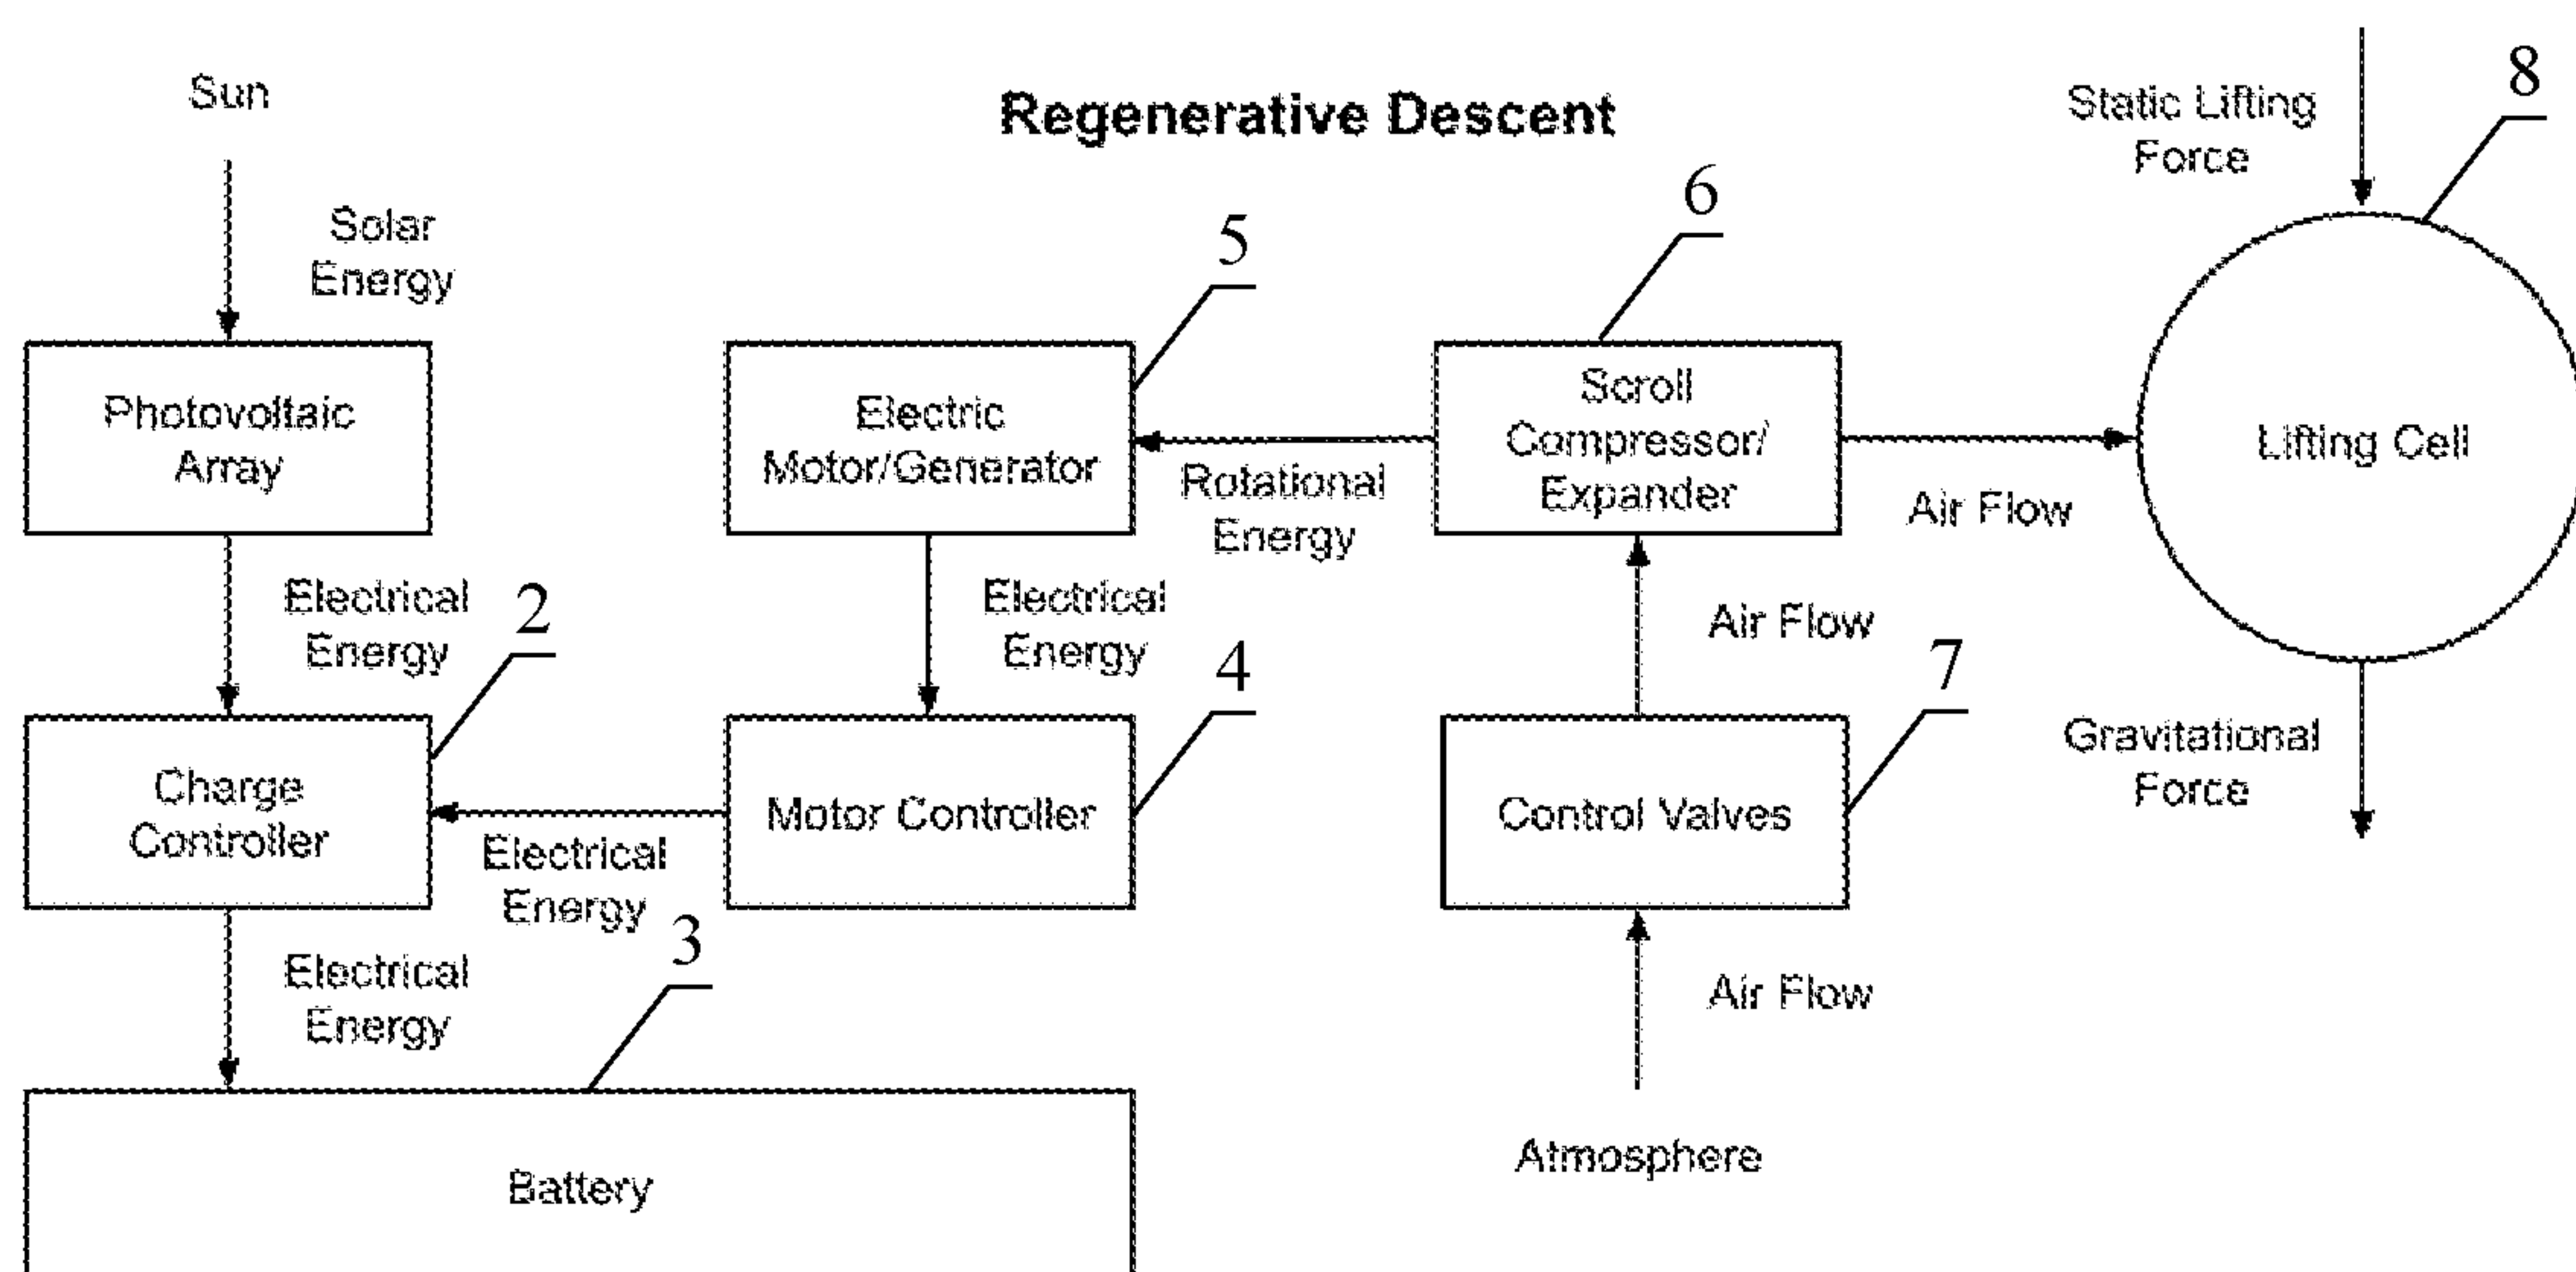 Regenerative Descent
Sun
Solar
Energy
Photovoltaic
Array
Electrical
Energy
2
Charge
Controller
Electrical
Energy
3
Battery
5
Electric
Motor/Generator
Electrical
Energy
4
Motor Controller
Electrical
Energy
Rotational
Energy
6
Scroll
Compressor/
Expander
Air Flow
7
Control Valves
Air Flow
Atmosphere
Air Flow
Static Lifting
Force
8
Lifting Cell
Gravitational
Force